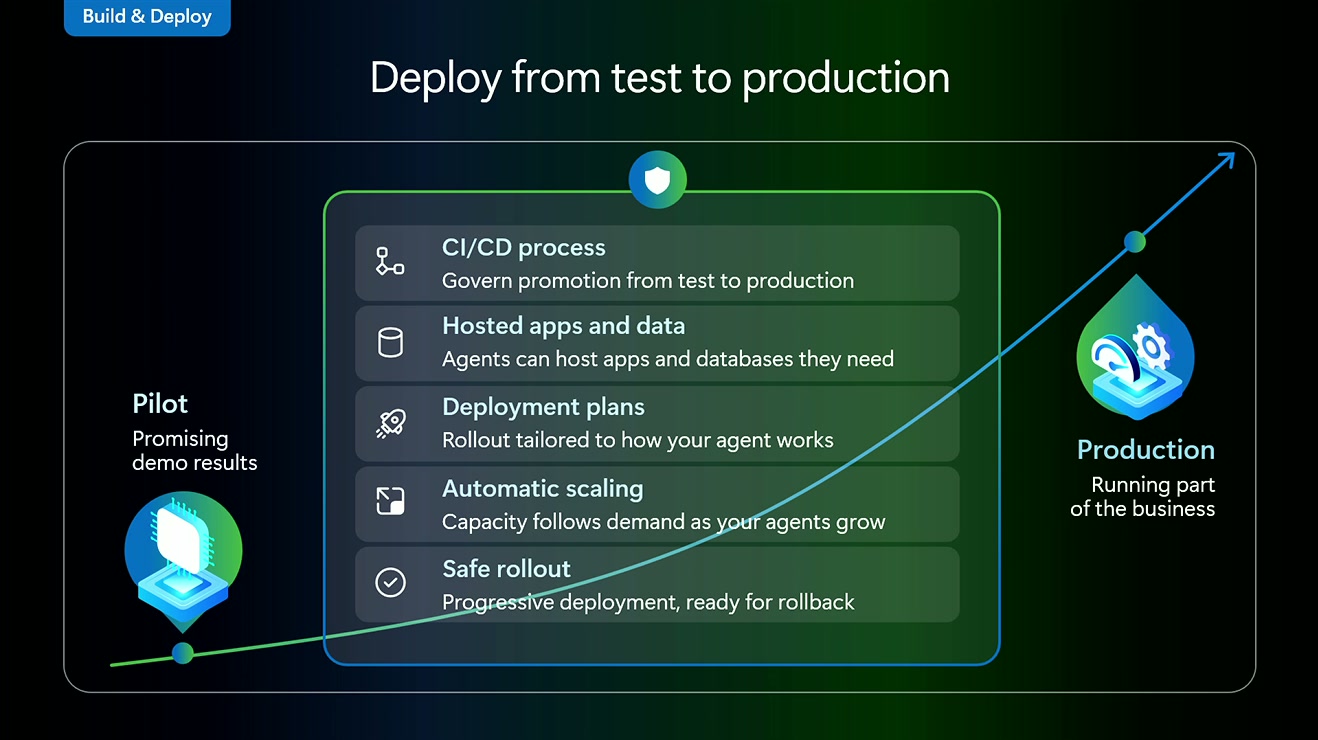 Build & Deploy
Deploy from test to production
CI/CD process
Govern promotion from test to production
Hosted apps and data
Agents can host apps and databases they need
Deployment plans
Rollout tailored to how your agent works
Automatic scaling
Capacity follows demand as your agents grow
Safe rollout
Progressive deployment, ready for rollback
Pilot
Promising
demo results
Production
Running part
of the business